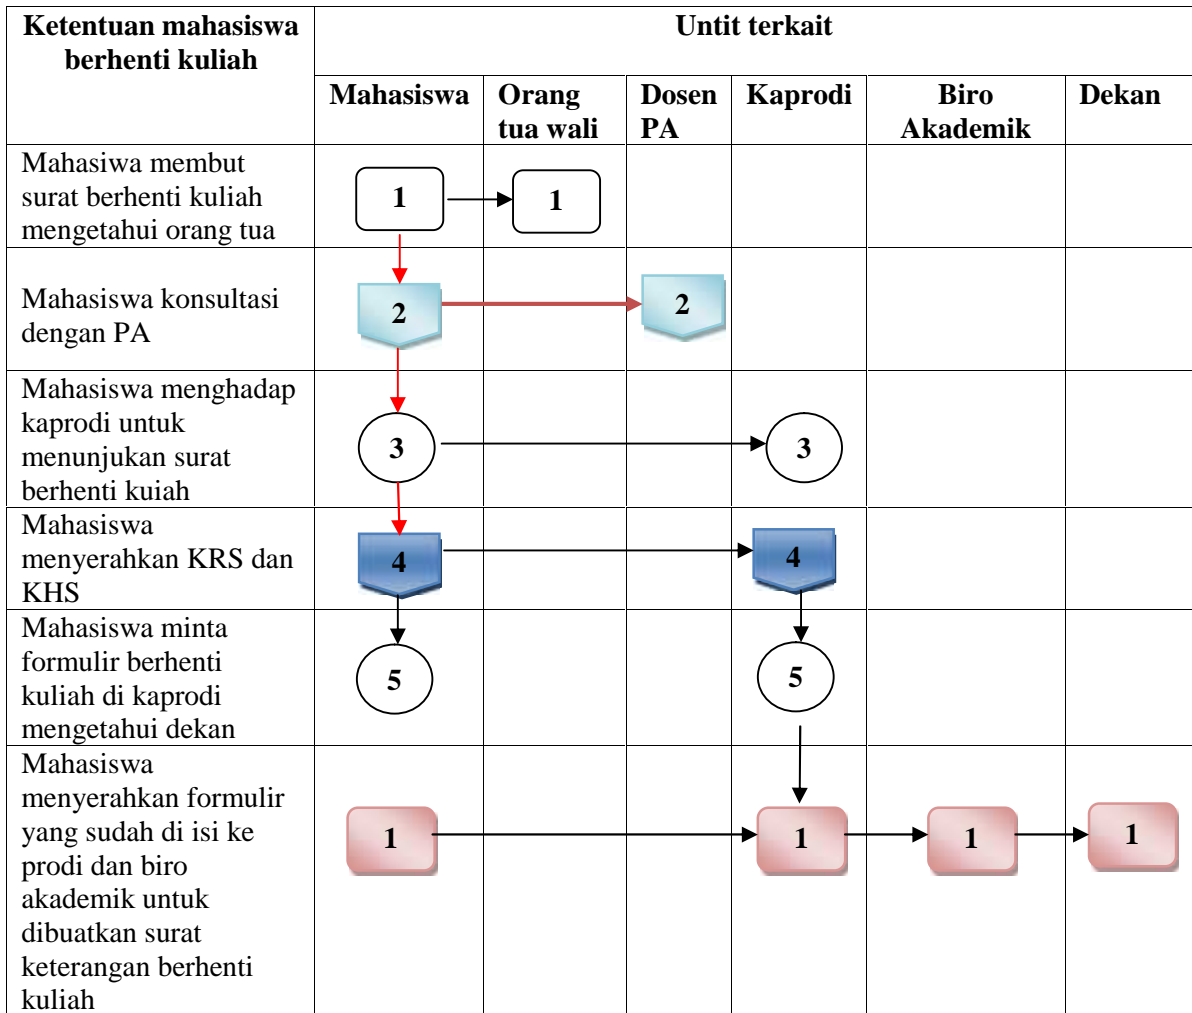 Ketentuan mahasiswa
berhenti kuliah
Untit terkait
Mahasiswa
Orang
tua wali
Dosen
PA
Kaprodi
Biro
Akademik
Dekan
Mahasiwa membut
surat berhenti kuliah
mengetahui orang tua
1
1
Mahasiswa konsultasi
dengan PA
2
2
Mahasiswa menghadap
kaprodi untuk
menunjukan surat
berhenti kuiah
3
3
Mahasiswa
menyerahkan KRS dan
KHS
4
4
Mahasiswa minta
formulir berhenti
kuliah di kaprodi
mengetahui dekan
5
5
Mahasiswa
menyerahkan formulir
yang sudah di isi ke
prodi dan biro
akademik untuk
dibuatkan surat
keterangan berhenti
kuliah
1
1
1
1